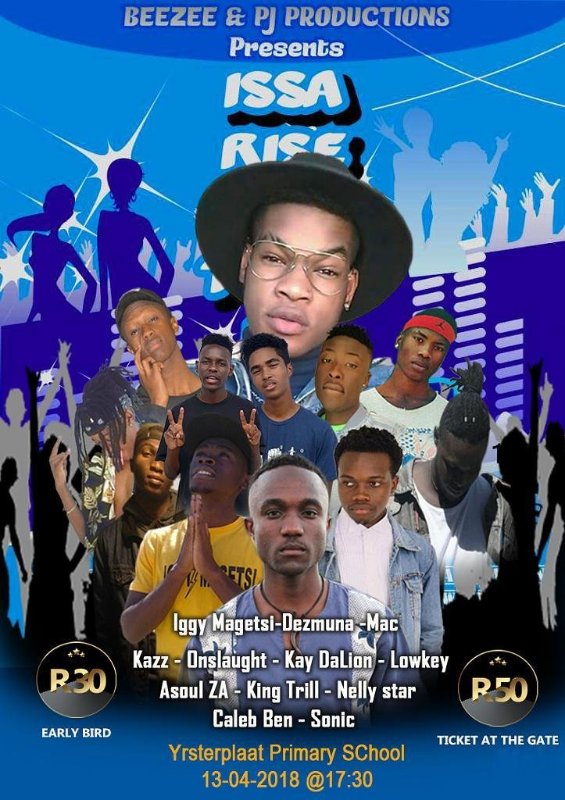 BEEZEE & PJ PRODUCTIONS
Presents
ISSA
RISE
MAGETSI
Iggy Magetsi-Dezmuna -Mac
Kazz - Onslaught - Kay DaLion - Lowkey
Asoul ZA - King Trill - Nelly star
Caleb Ben - Sonic
R30
EARLY BIRD
R50
TICKET AT THE GATE
Yrsterplaat Primary SChool
13-04-2018 @17:30